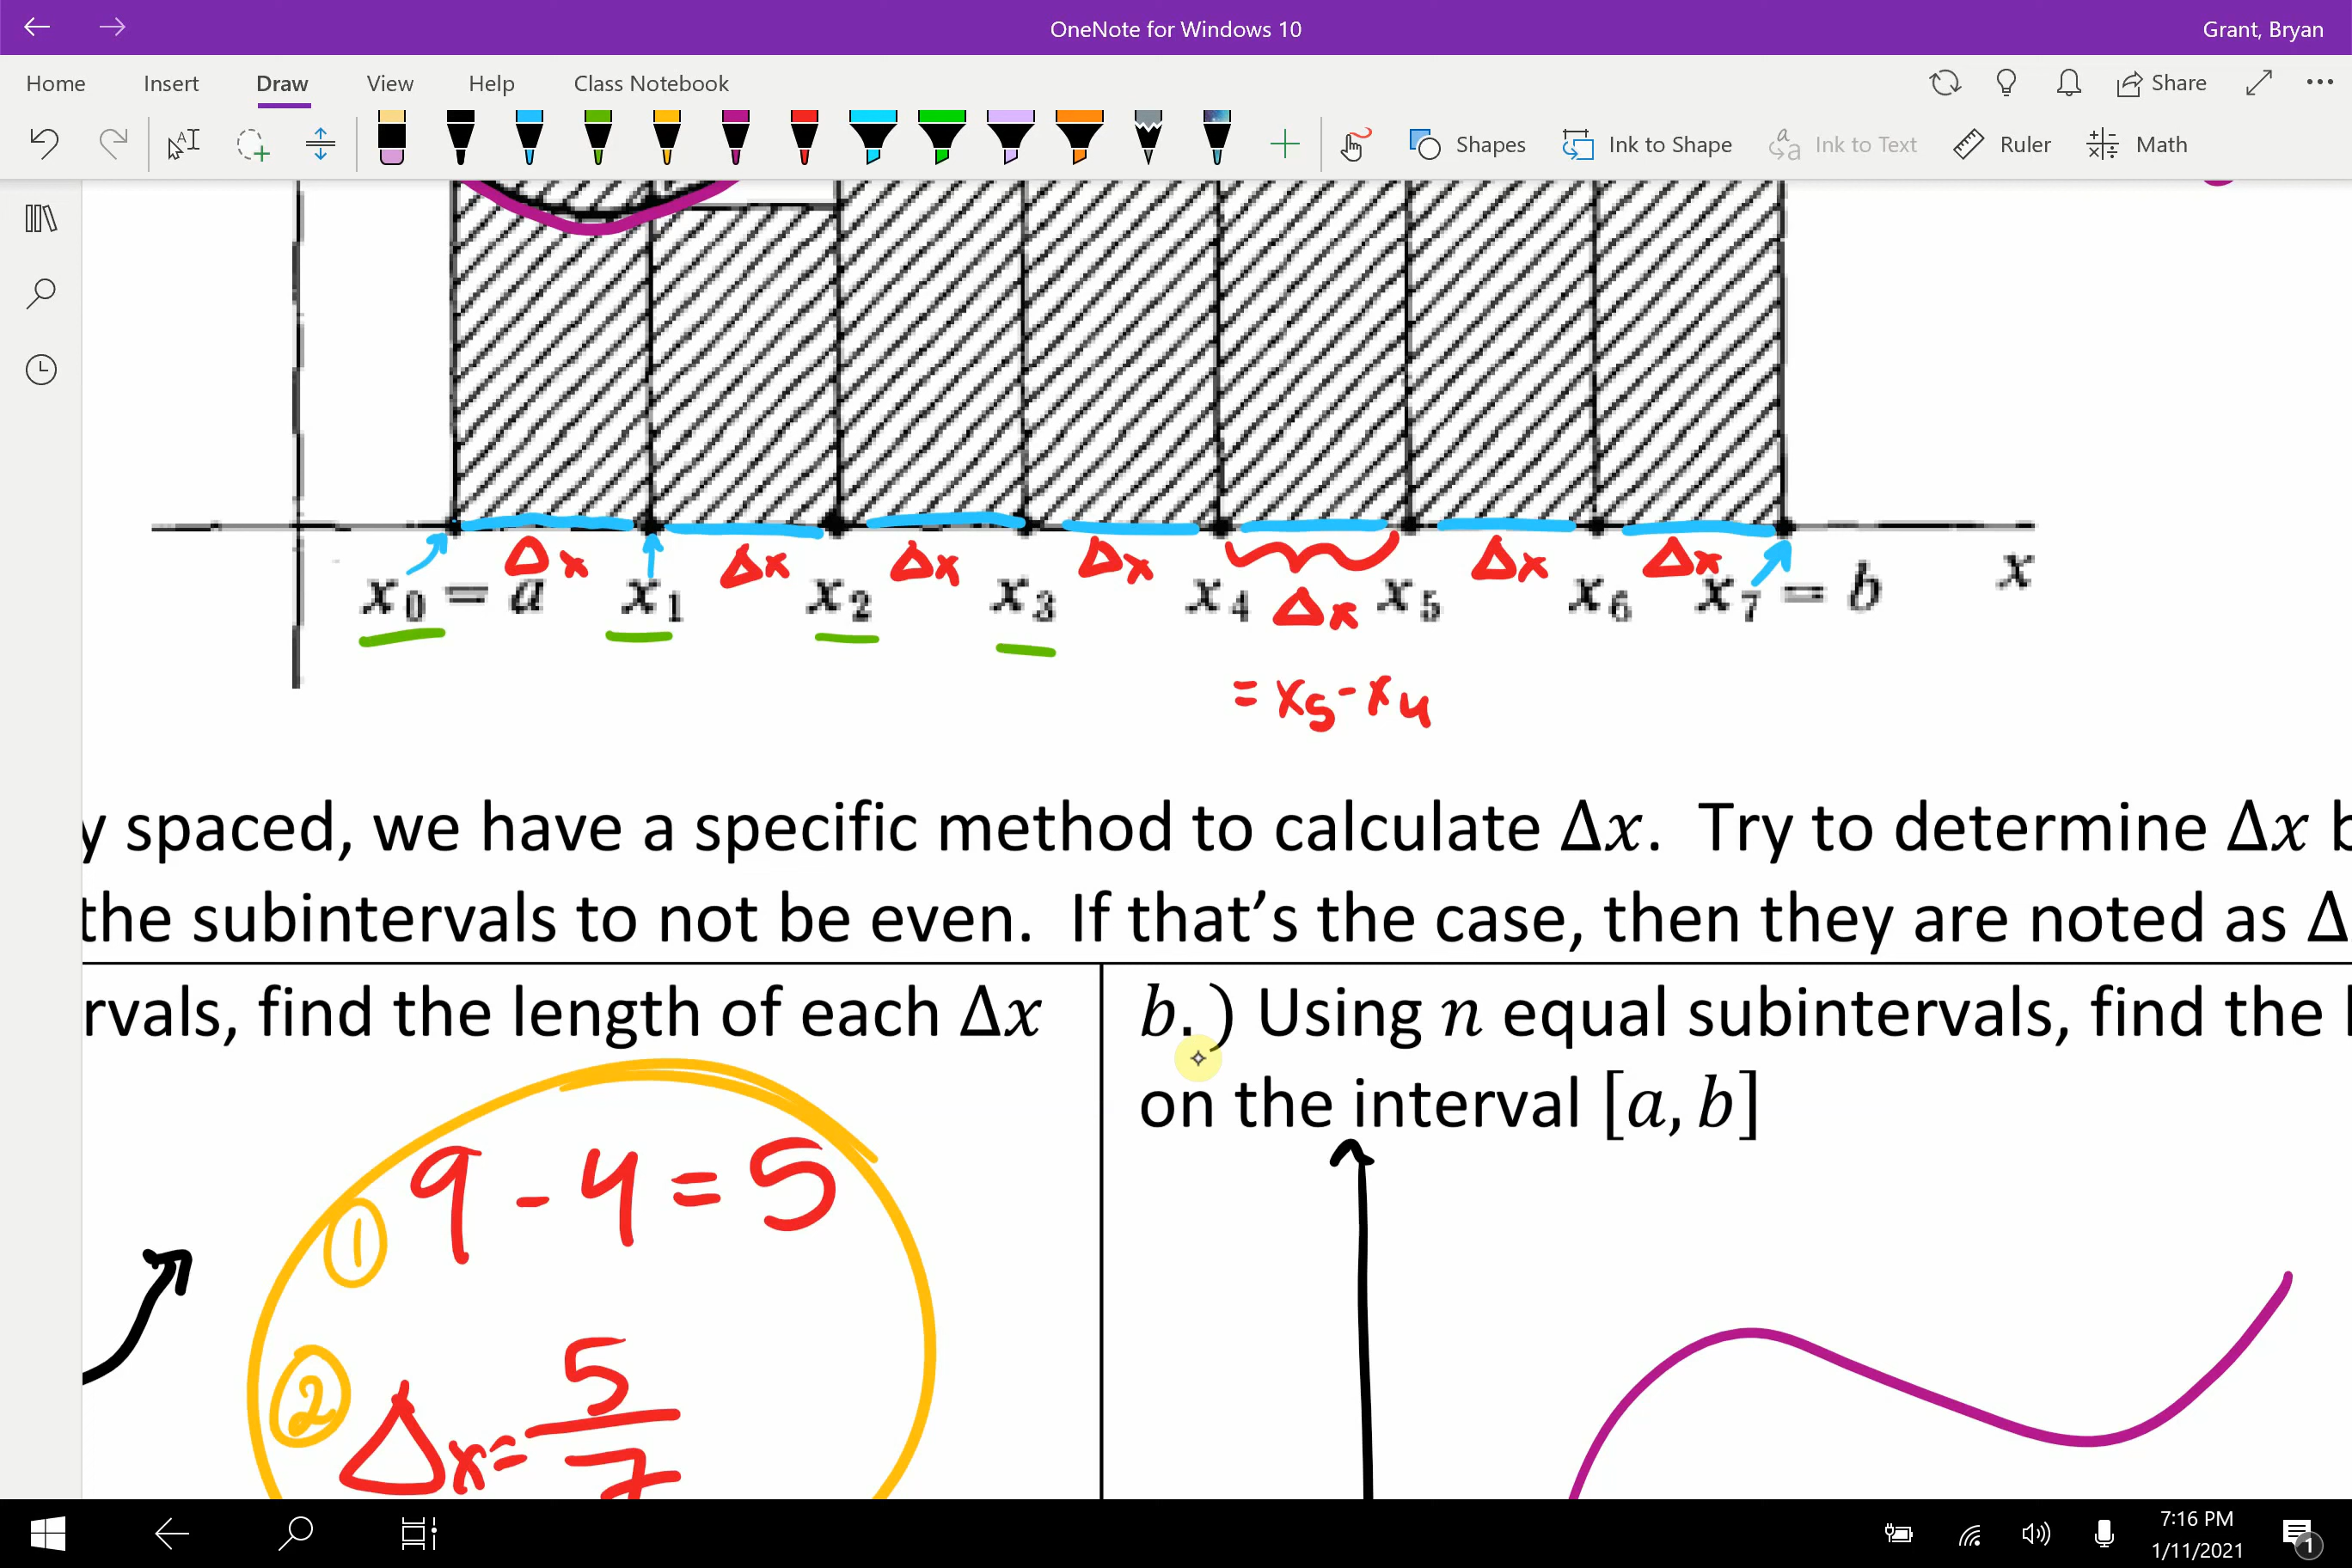 OneNote for Windows 10
Grant, Bryan
Home Insert Draw View Help Class Notebook
Share
Shapes Ink to Shape Ink to Text Ruler Math
Δx Δx Δx Δx Δx Δx
x0 = a x1 x2 x3 x4 Δx x5 x6 x7 = b x
= x5 - x4
y spaced, we have a specific method to calculate Δx. Try to determine Δx b
the subintervals to not be even. If that's the case, then they are noted as Δ
rvals, find the length of each Δx
① 9 - 4 = 5
② Δx = 5/7
b.) Using n equal subintervals, find the l
on the interval [a, b]
7:16 PM
1/11/2021
1